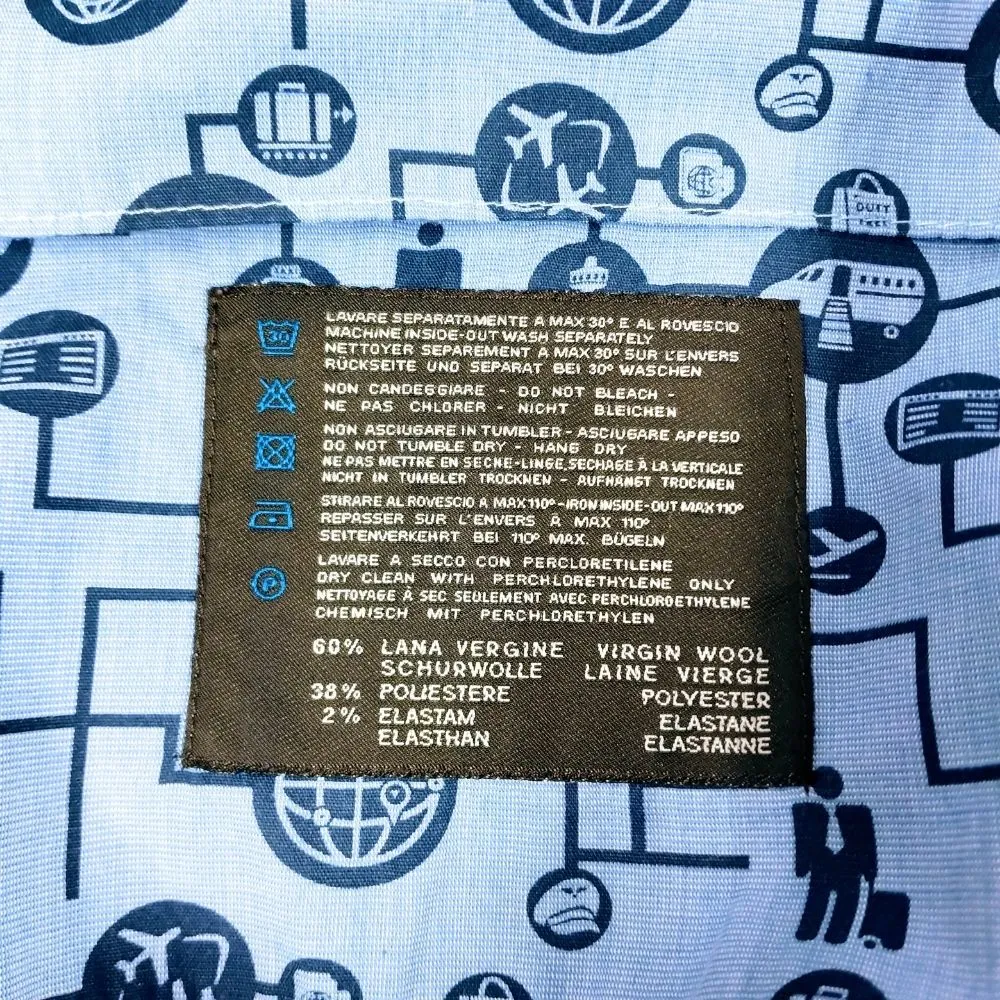 DUTY
FREE
TAXI
30
LAVARE SEPARATAMENTE A MAX 30° E AL ROVESCIO
MACHINE INSIDE-OUT WASH SEPARATELY
NETTOYER SEPAREMENT A MAX 30° SUR L'ENVERS
RÜCKSEITE UND SEPARAT BEI 30° WASCHEN
NON CANDEGGIARE - DO NOT BLEACH -
NE PAS CHLORER - NICHT BLEICHEN
NON ASCIUGARE IN TUMBLER - ASCIUGARE APPESO
DO NOT TUMBLE DRY - HANG DRY
NE PAS METTRE EN SECHE-LINGE, SECHAGE À LA VERTICALE
NICHT IN TUMBLER TROCKNEN - AUFHÄNGT TROCKNEN
STIRARE AL ROVESCIO A MAX 110° - IRON INSIDE-OUT MAX 110°
REPASSER SUR L'ENVERS À MAX 110°
SEITENVERKEHRT BEI 110° MAX. BÜGELN
P
LAVARE A SECCO CON PERCLORETILENE
DRY CLEAN WITH PERCHLORETHYLENE ONLY
NETTOYAGE À SEC SEULEMENT AVEC PERCHLOROETHYLENE
CHEMISCH MIT PERCHLORETHYLEN
60% LANA VERGINE VIRGIN WOOL
SCHURWOLLE LAINE VIERGE
38% POLIESTERE POLYESTER
2% ELASTAM ELASTANE
ELASTHAN ELASTANNE